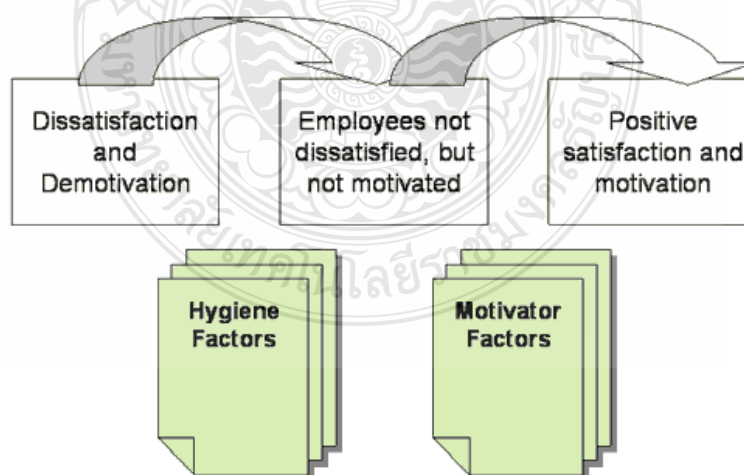 Dissatisfaction
and
Demotivation
Employees not
dissatisfied, but
not motivated
Positive
satisfaction and
motivation
Hygiene
Factors
Motivator
Factors